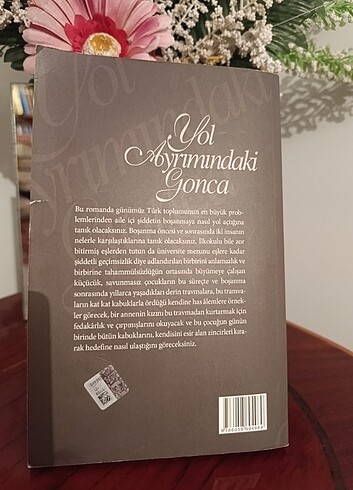 Yol
Ayrımındaki
Gonca
Bu romanda günümüz Türk toplumunun en büyük prob-
lemlerinden aile içi şiddetin boşanmaya nasıl yol açtığına
tanık olacaksınız. Boşanma öncesi ve sonrasında iki insanın
nelerle karşılaştıklarına tanık olacaksınız. İlkokulu bile zor
bitirmiş eşlerden tutun da üniversite mezunu eşlere kadar
şiddetli geçimsizlik diye adlandırılan birbirini anlamazlık ve
birbirine tahammülsüzlüğün ortasında büyümeye çalışan
küçücük, savunmasız çocukların bu süreçte ve boşanma
sonrasında yıllarca yaşadıkları derin travmalara, bu travma-
ların kat kat kabuklarla ördüğü kendine has âlemlere örnek-
ler görecek, bir annenin kızını bu travmadan kurtarmak için
fedakârlık ve çırpınışlarını okuyacak ve bu çocuğun günün
birinde bütün kabuklarını, kendisini esir alan zincirleri kıra-
rak hedefine nasıl ulaştığını göreceksiniz.